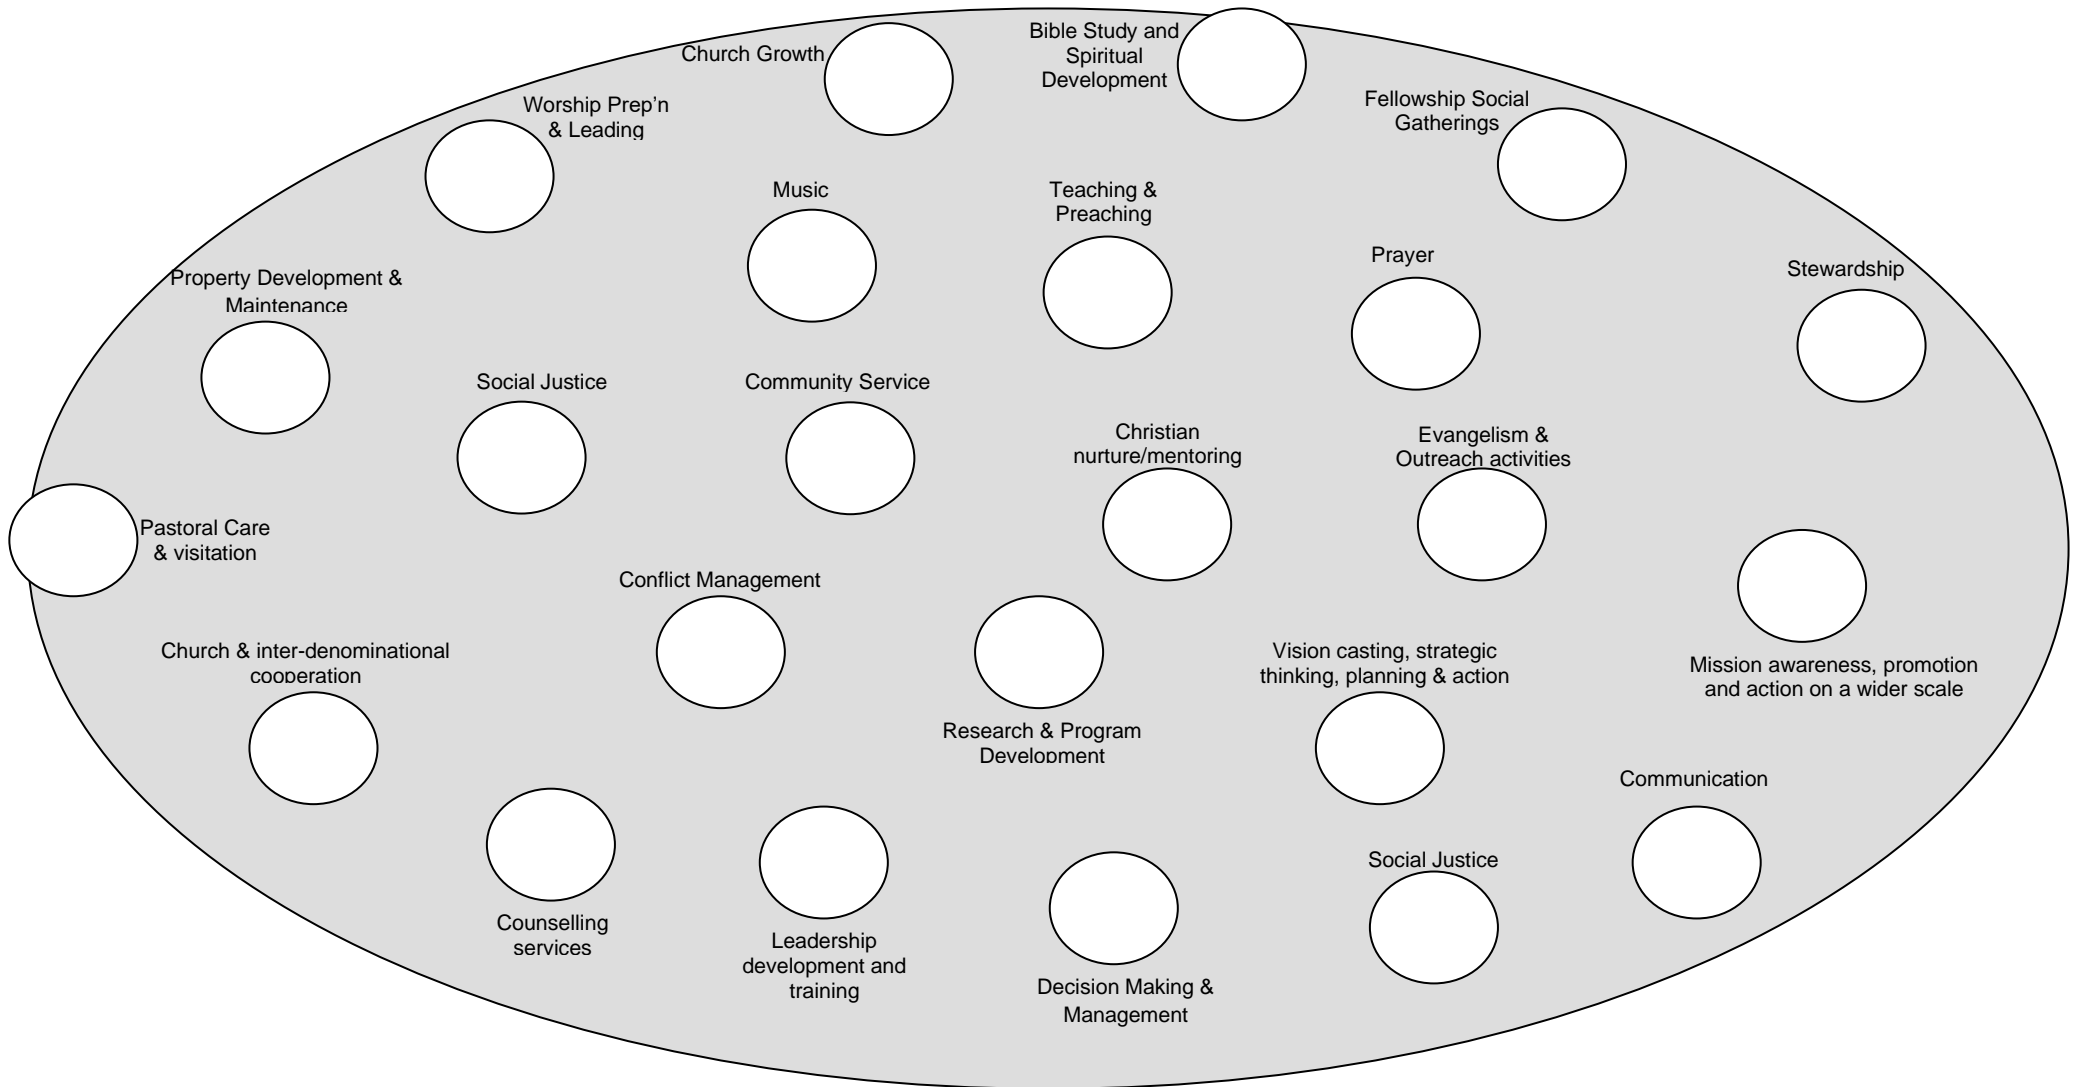 Church Growth
Bible Study and
Spiritual
Development
Worship Prep’n
& Leading
Fellowship Social
Gatherings
Music
Teaching &
Preaching
Prayer
Stewardship
Property Development &
Maintenance
Social Justice
Community Service
Christian
nurture/mentoring
Evangelism &
Outreach activities
Pastoral Care
& visitation
Conflict Management
Church & inter-denominational
cooperation
Research & Program
Development
Vision casting, strategic
thinking, planning & action
Mission awareness, promotion
and action on a wider scale
Communication
Counselling
services
Leadership
development and
training
Decision Making &
Management
Social Justice